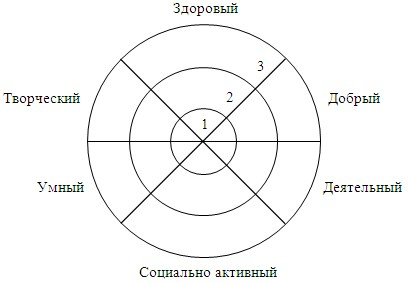 Здоровый
3
Творческий
2
Добрый
1
Умный
Деятельный
Социально активный